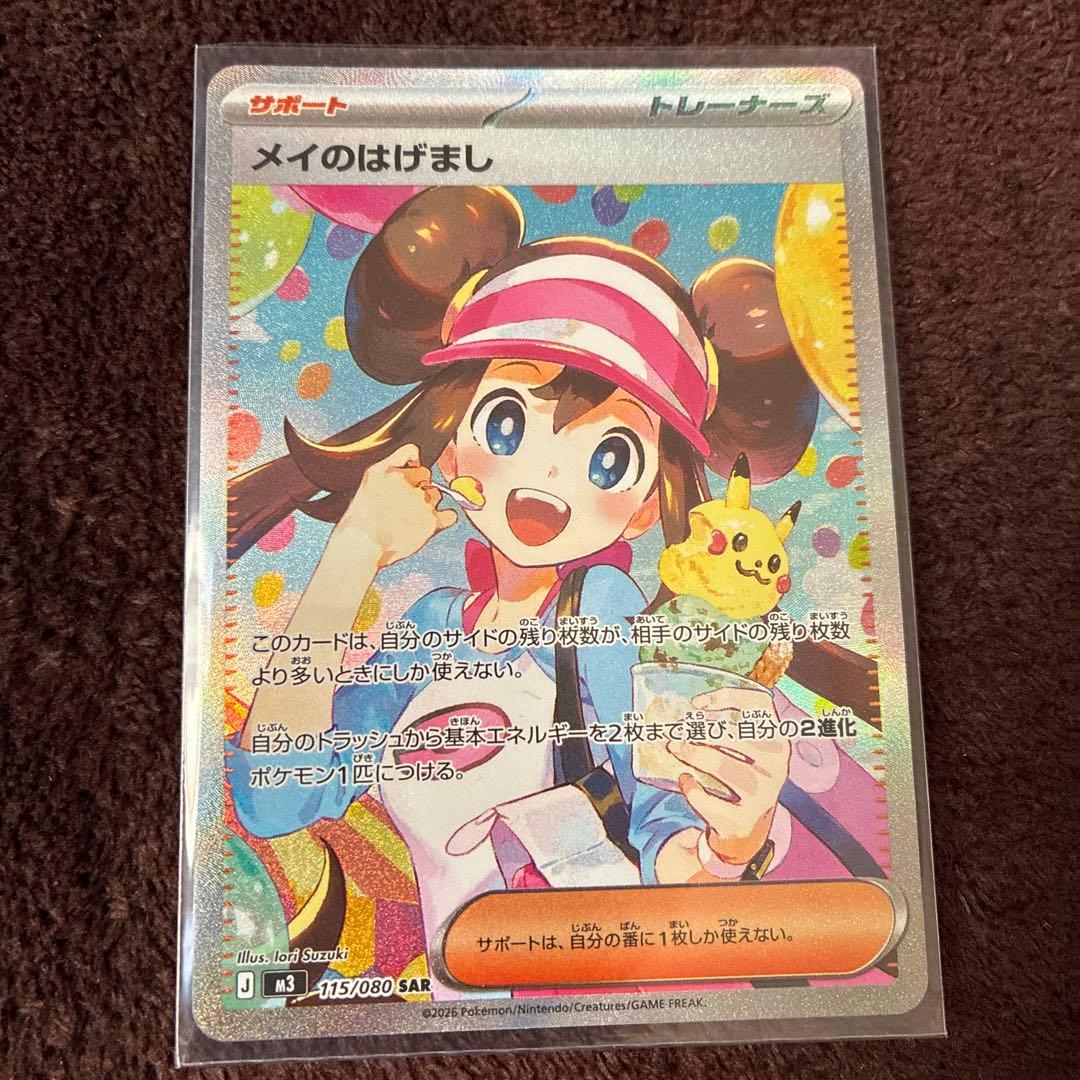 サポート
トレーナーズ
メイのはげまし
このカードは、自分のサイドの残り枚数が、相手のサイドの残り枚数
より多いときにしか使えない。
自分のトラッシュから基本エネルギーを2枚まで選び、自分の2進化
ポケモン1匹につける。
サポートは、自分の番に1枚しか使えない。
Illus. Iori Suzuki
J M3 115/080 SAR
©2026 Pokémon/Nintendo/Creatures/GAME FREAK.